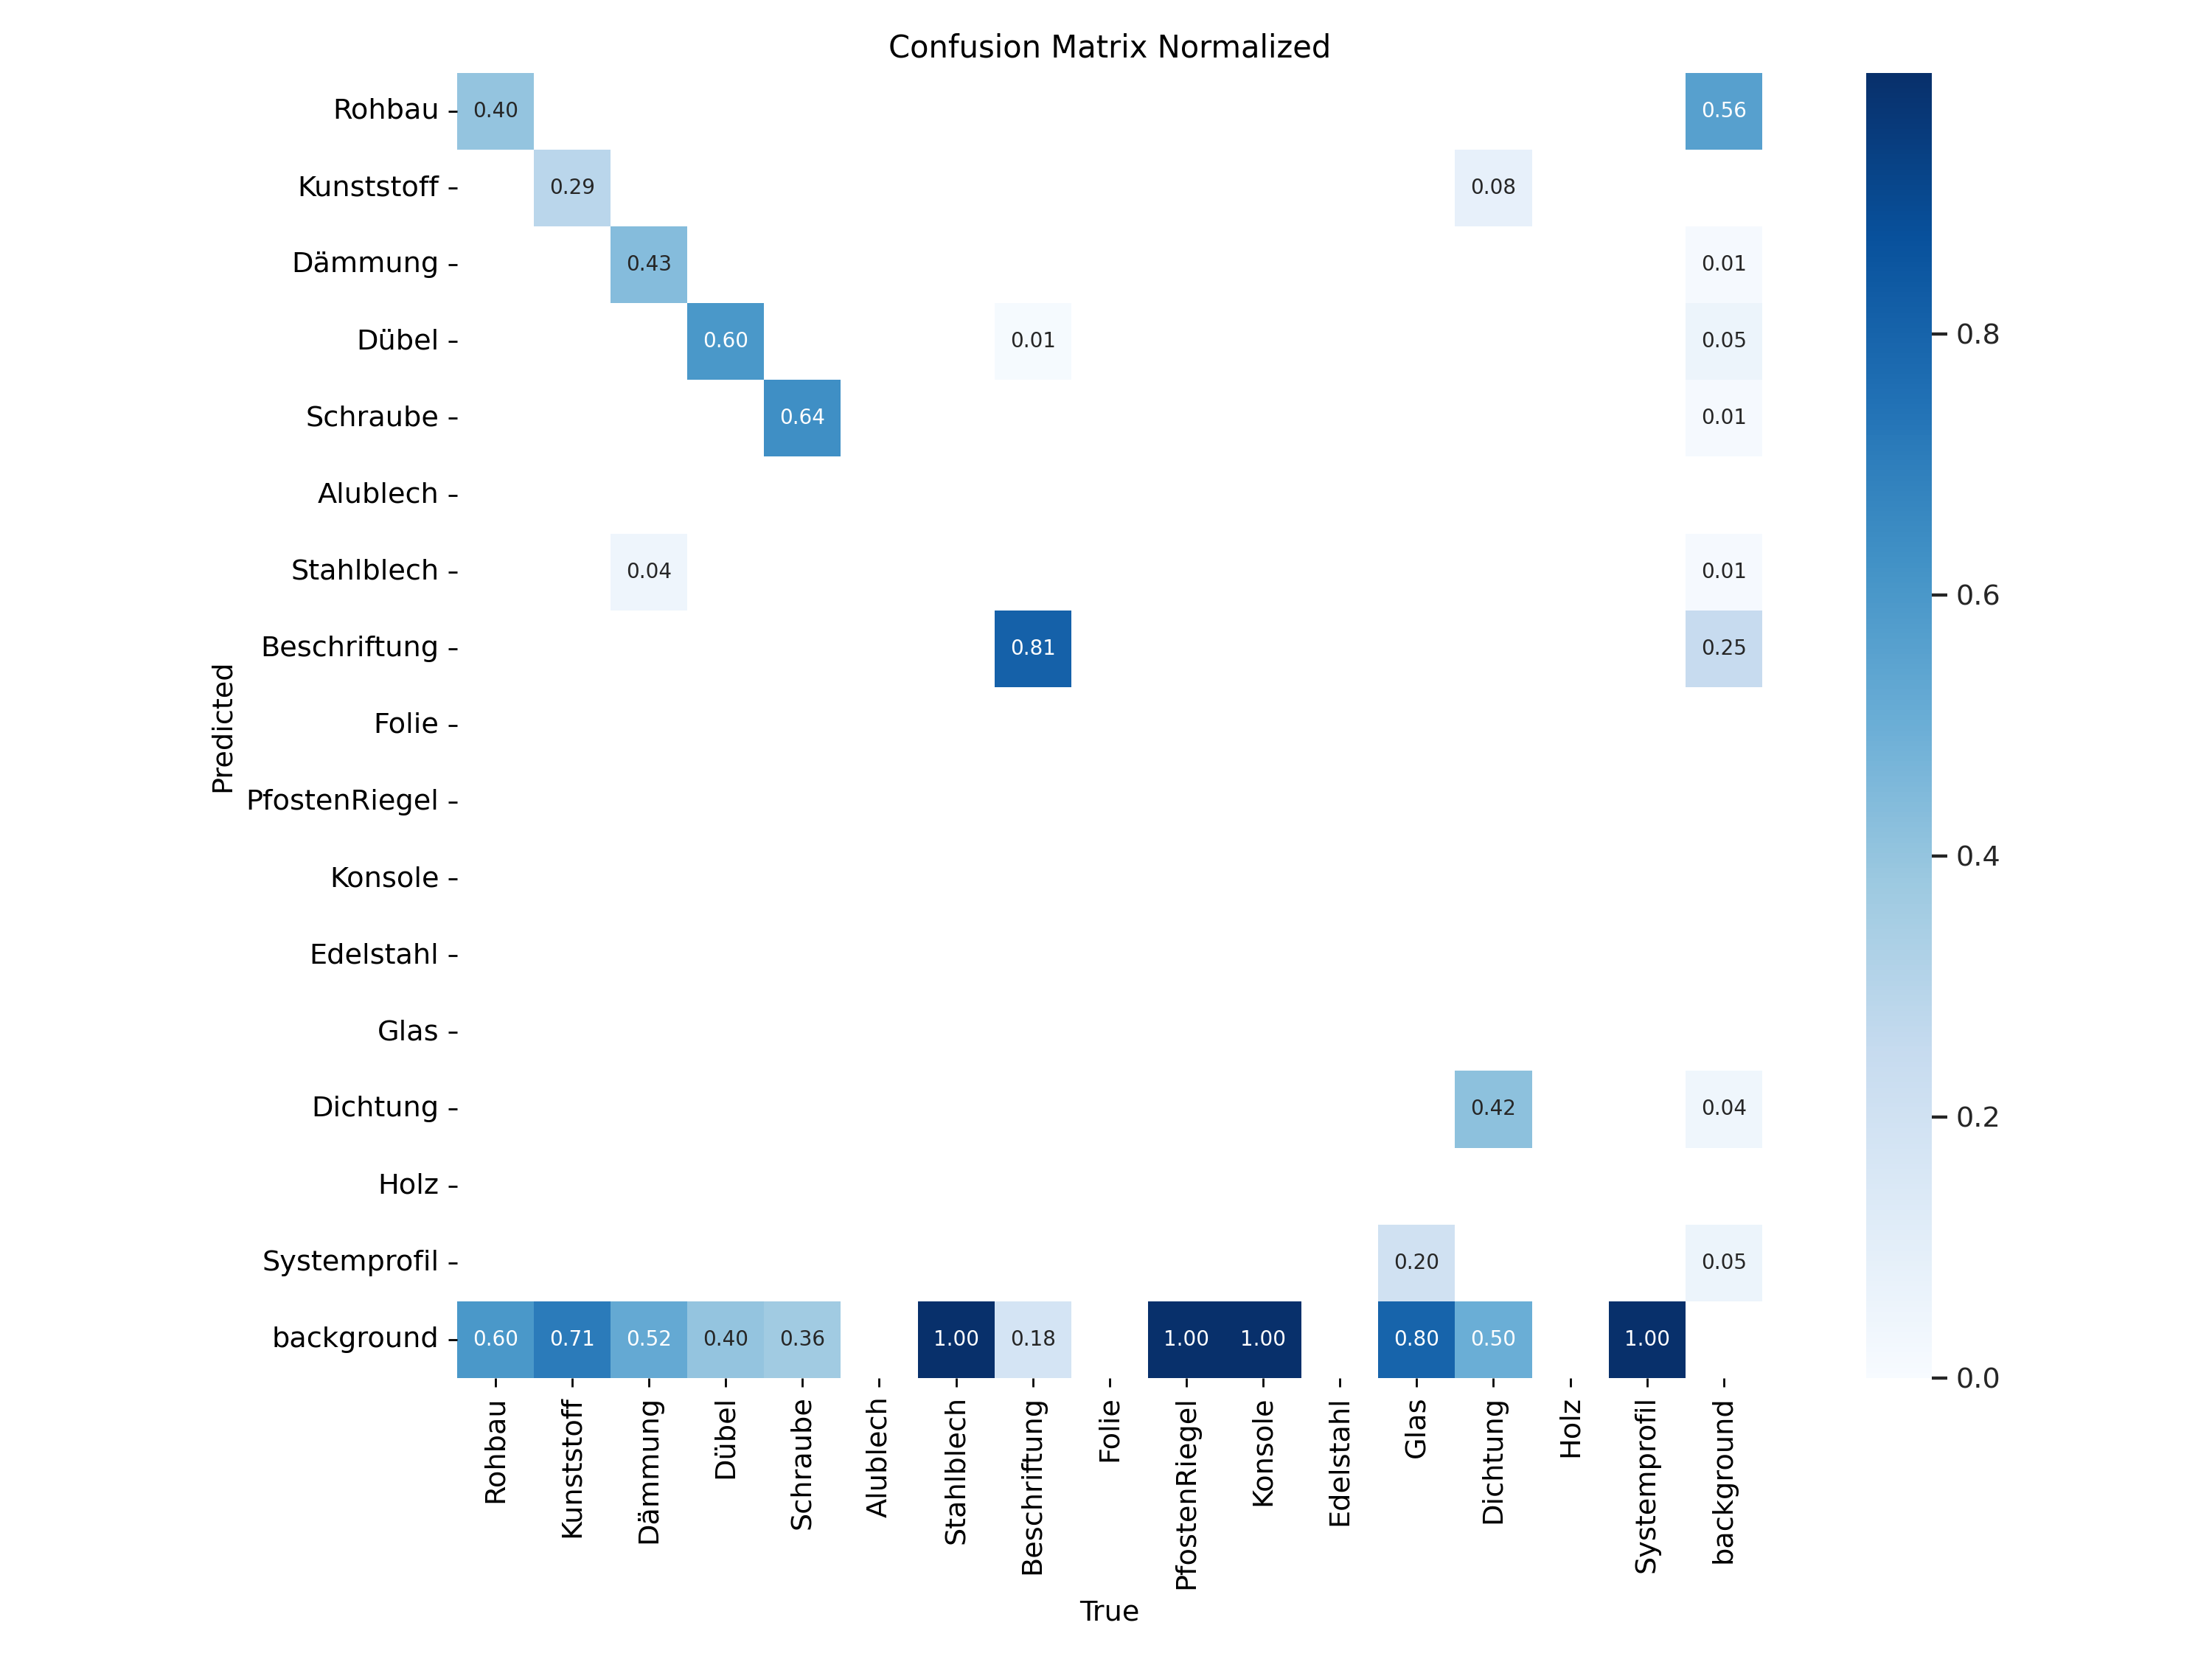 Confusion Matrix Normalized
Rohbau 0.40 0.56
Kunststoff 0.29 0.08
Dämmung 0.43 0.01
Dübel 0.60 0.01 0.05
Schraube 0.64 0.01
Alublech
Stahlblech 0.04 0.01
Beschriftung 0.81 0.25
Folie
PfostenRiegel
Konsole
Edelstahl
Glas
Dichtung 0.42 0.04
Holz
Systemprofil 0.20 0.05
background 0.60 0.71 0.52 0.40 0.36 1.00 0.18 1.00 1.00 0.80 0.50 1.00
Predicted
Rohbau Kunststoff Dämmung Dübel Schraube Alublech Stahlblech Beschriftung Folie PfostenRiegel Konsole Edelstahl Glas Dichtung Holz Systemprofil background
True
0.8
0.6
0.4
0.2
0.0